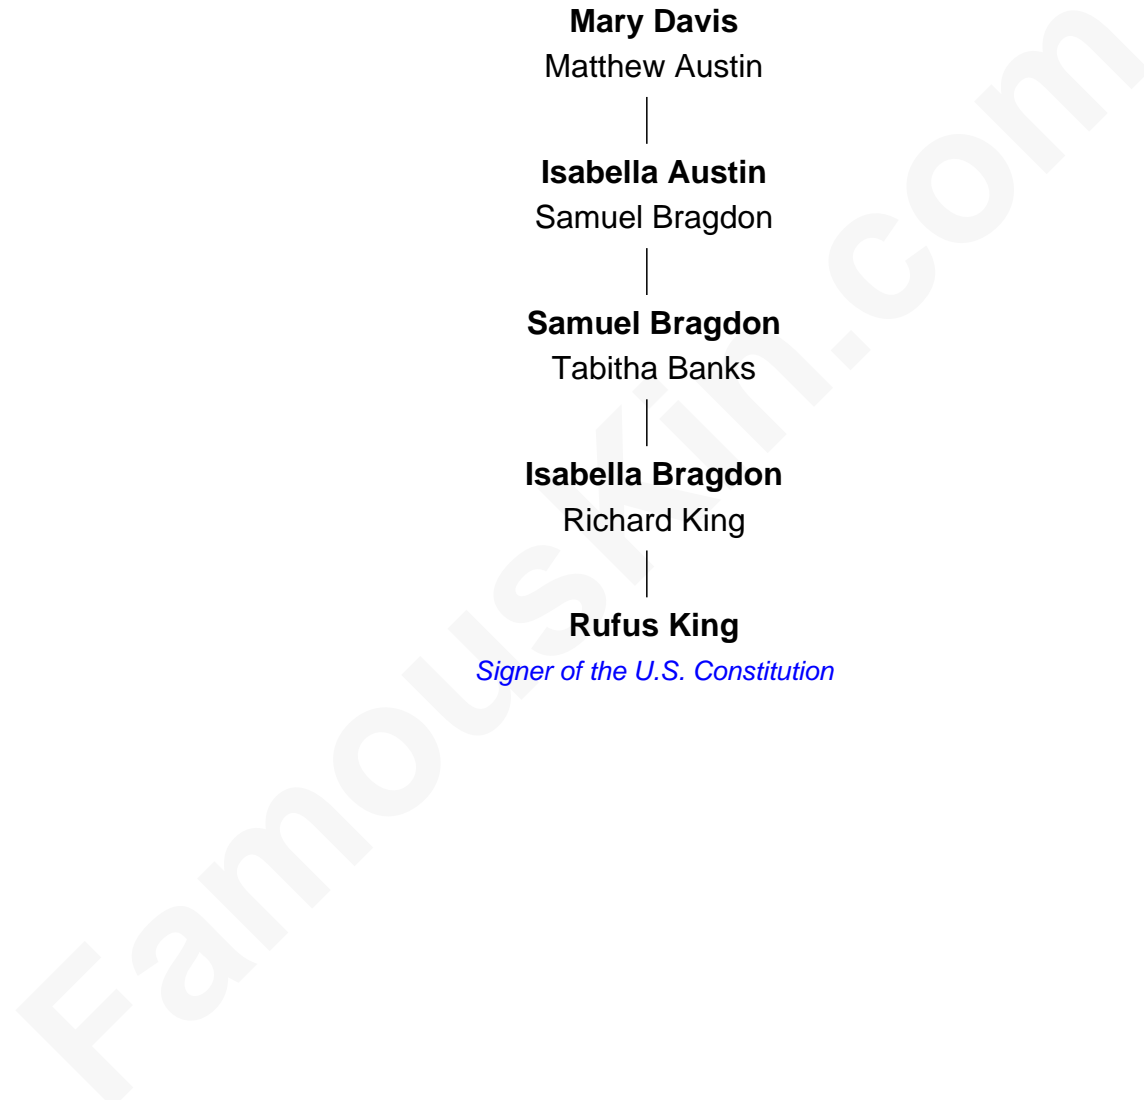 Mary Davis
Matthew Austin
Isabella Austin
Samuel Bragdon
Samuel Bragdon
Tabitha Banks
Isabella Bragdon
Richard King
Rufus King
Signer of the U.S. Constitution
FamousKin.com